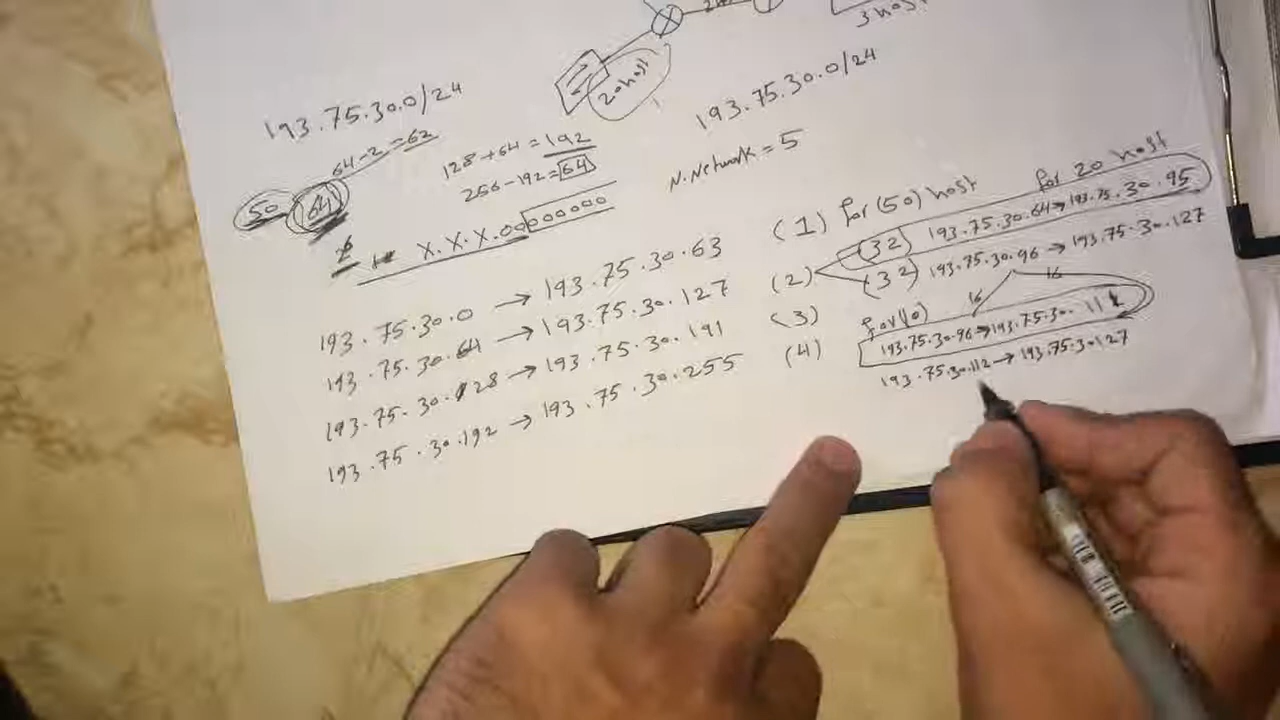 3 host
20 host
193.75.30.0/24
193.75.30.0/24
64-2=62
128+64=192
256-192=64
N.Network=5
50 64
X.X.X.00000000
193.75.30.0 → 193.75.30.63 (1) for (50) host
193.75.30.64 → 193.75.30.127 (2)
193.75.30.128 → 193.75.30.191 (3)
193.75.30.192 → 193.75.30.255 (4)
for 20 host
(32) 193.75.30.64 → 193.75.30.95
(32) 193.75.30.96 → 193.75.30.127
16 16
for(10)
193.75.30.96 → 193.75.30.111
193.75.30.112 → 193.75.30.127